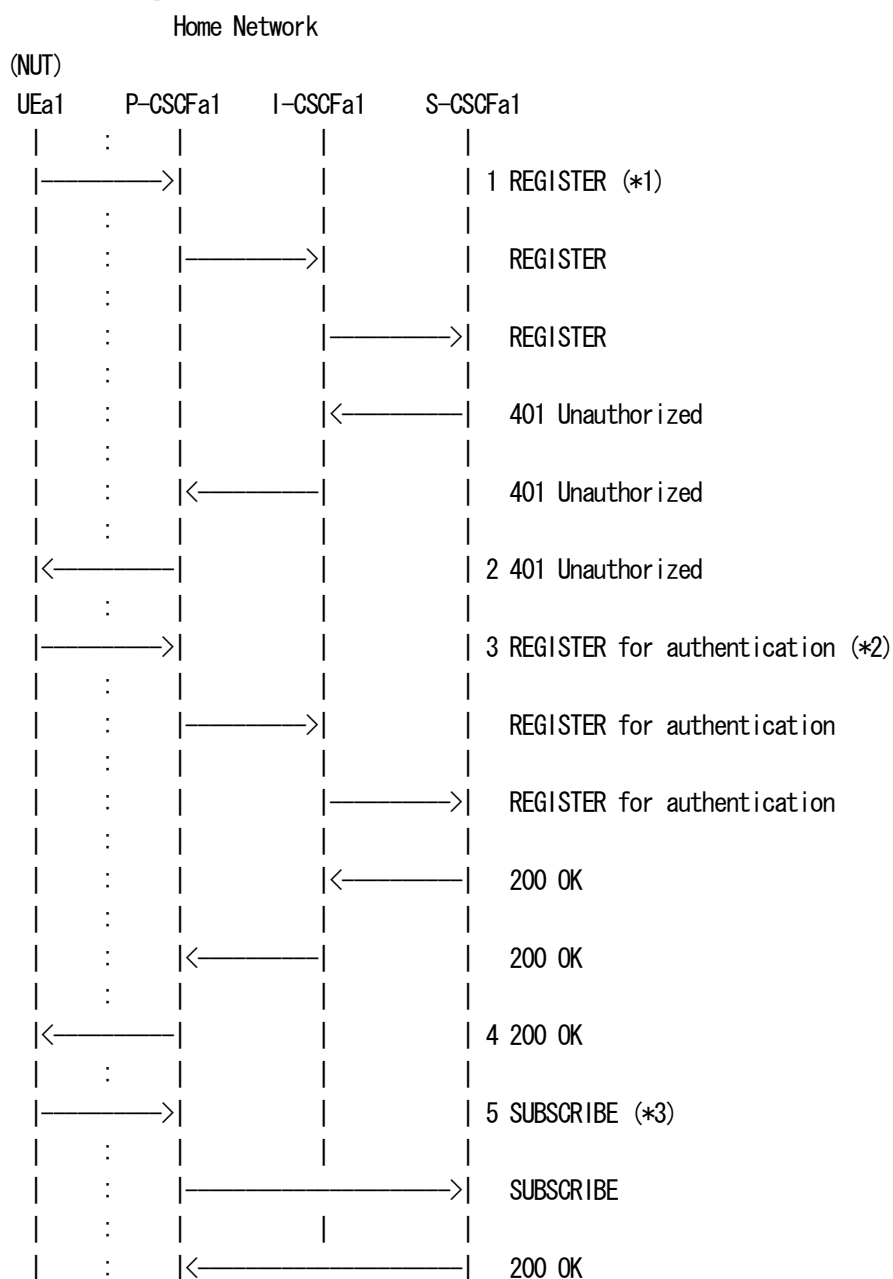 Home Network
(NUT)
UEa1 P-CSCFa1 I-CSCFa1 S-CSCFa1
1 REGISTER (*1)
REGISTER
REGISTER
401 Unauthorized
401 Unauthorized
2 401 Unauthorized
3 REGISTER for authentication (*2)
REGISTER for authentication
REGISTER for authentication
200 OK
200 OK
4 200 OK
5 SUBSCRIBE (*3)
SUBSCRIBE
200 OK